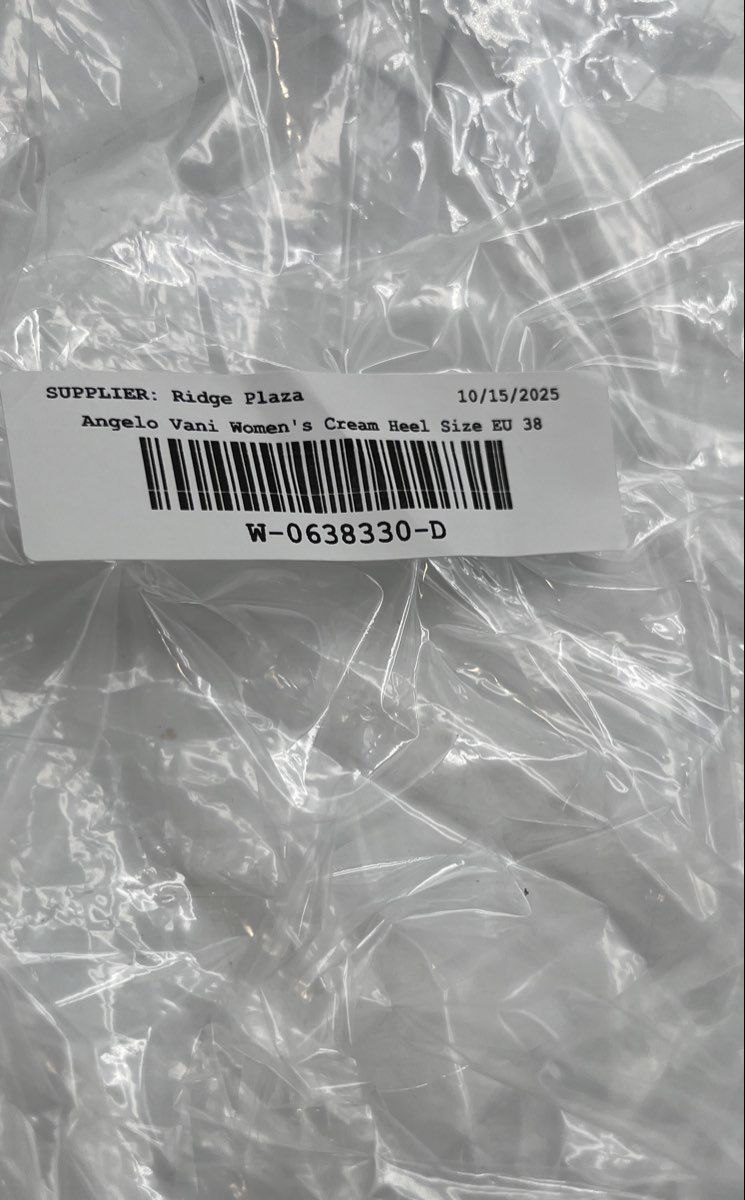 SUPPLIER: Ridge Plaza 10/15/2025
Angelo Vani Women's Cream Heel Size EU 38
W-0638330-D